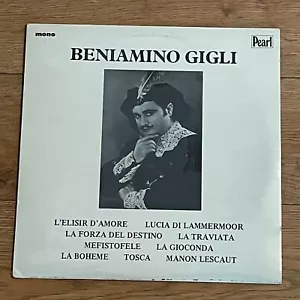 mono
Pearl
BENIAMINO GIGLI
L'ELISIR D'AMORE LUCIA DI LAMMERMOOR
LA FORZA DEL DESTINO LA TRAVIATA
MEFISTOFELE LA GIOCONDA
LA BOHEME TOSCA MANON LESCAUT